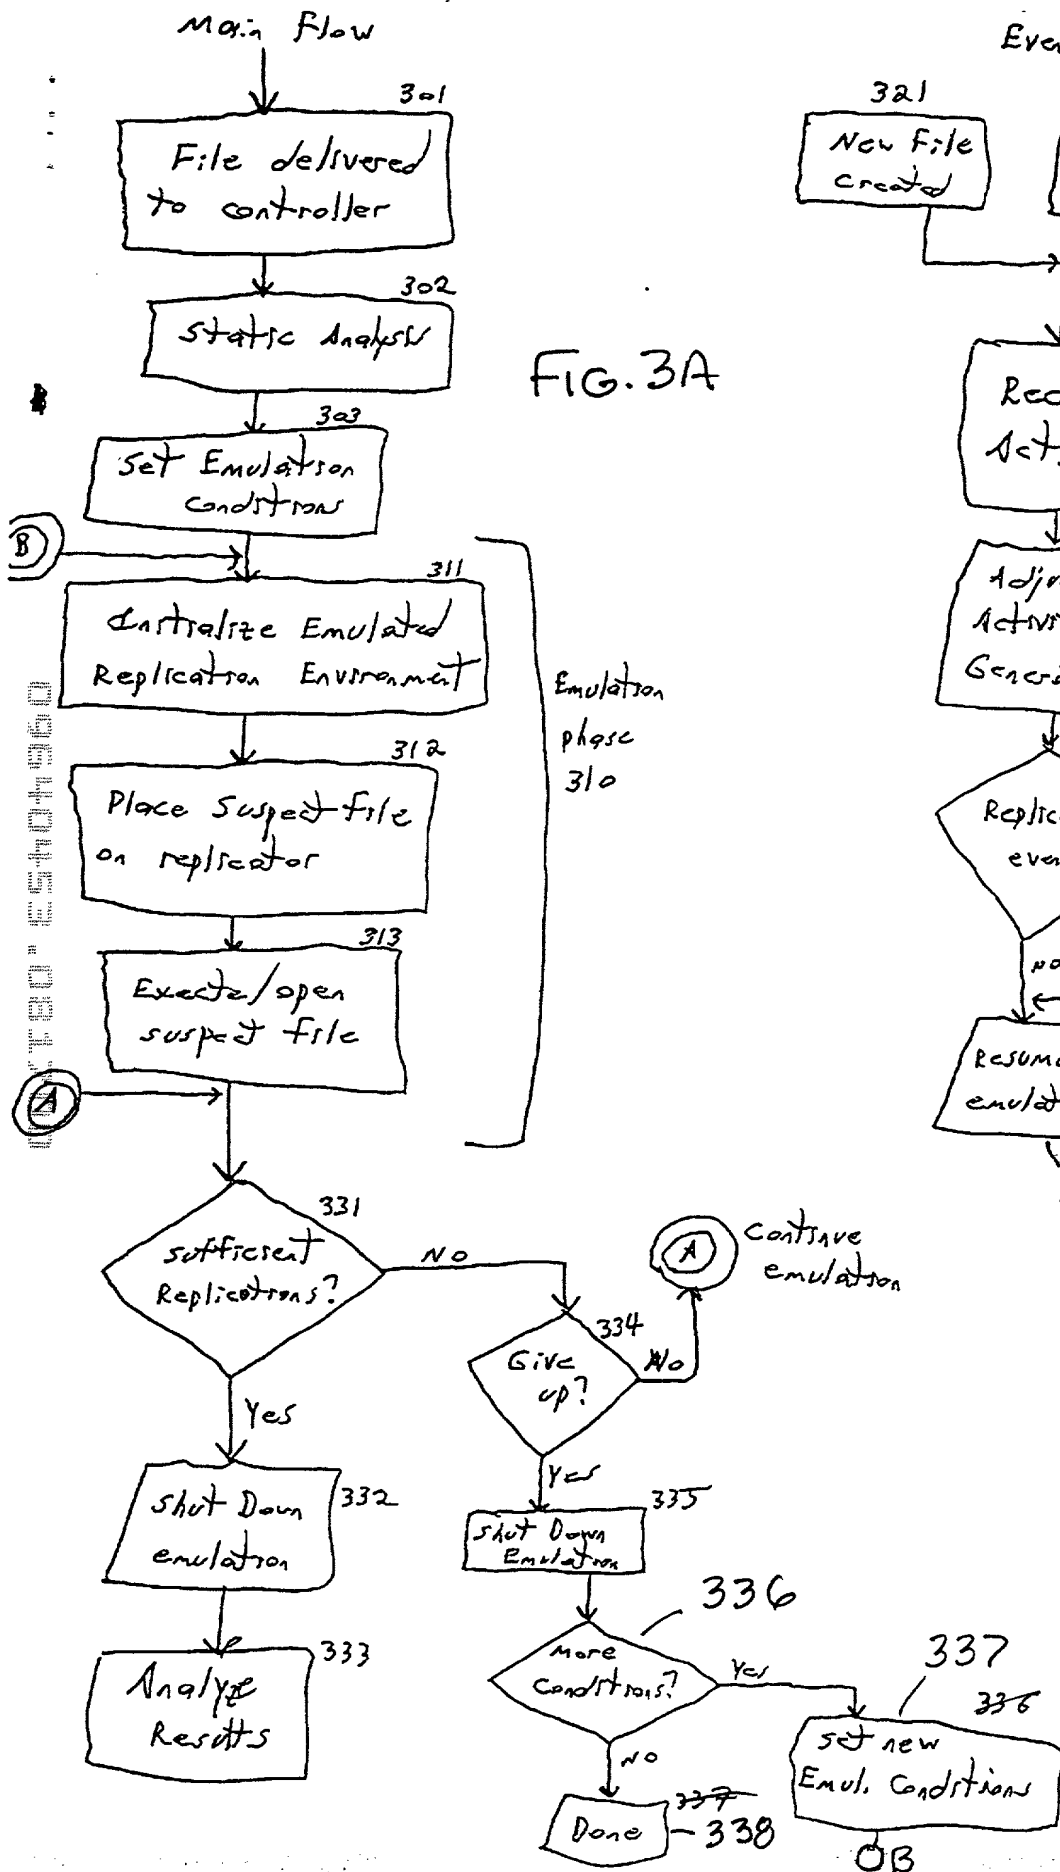 Main Flow
301
File delivered
to controller
302
Static Analysis
FIG. 3A
303
Set Emulation
conditions
B
311
Initialize Emulated
Replication Environment
Emulation
phase
310
312
Place suspect file
on replicator
313
Execute/open
suspect file
A
331
sufficient
Replications?
NO
A
continue
emulation
334
Give
up?
No
Yes
Yes
332
Shut Down
emulation
335
Shut Down
Emulation
336
333
Analyze
Results
More
Conditions?
Yes
337
336
set new
Emul. Conditions
NO
Done
337
338
B
321
New File
created
NO